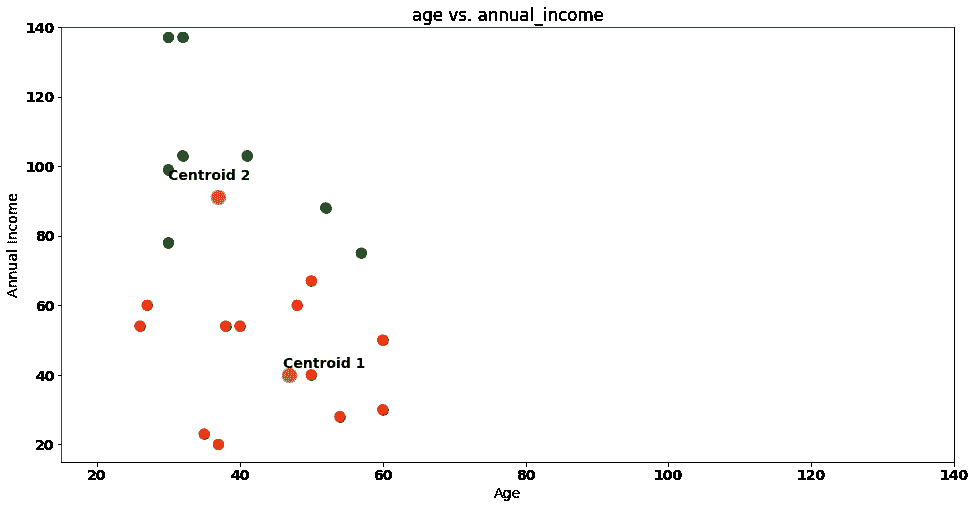 age vs. annual_income
140
120
100
80
60
40
20
Annual Income
Centroid 2
Centroid 1
20 40 60 80 100 120 140
Age